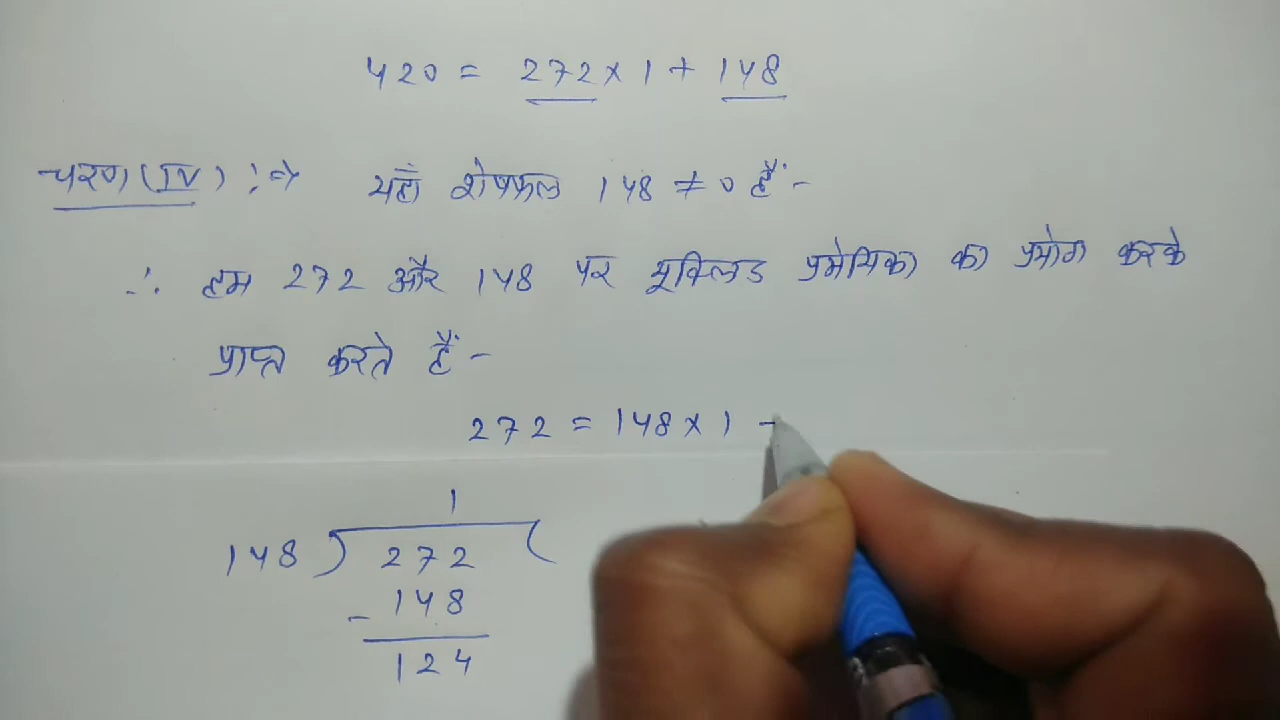 420 = 272 × 1 + 148
चरण (IV) :⇒ यहाँ शेषफल 148 ≠ 0 हैं -
∴ हम 272 और 148 पर यूक्लिड प्रमेयिका का प्रयोग करके
प्राप्त करते हैं -
272 = 148 × 1 -
1
148 ) 272 (
- 148
124